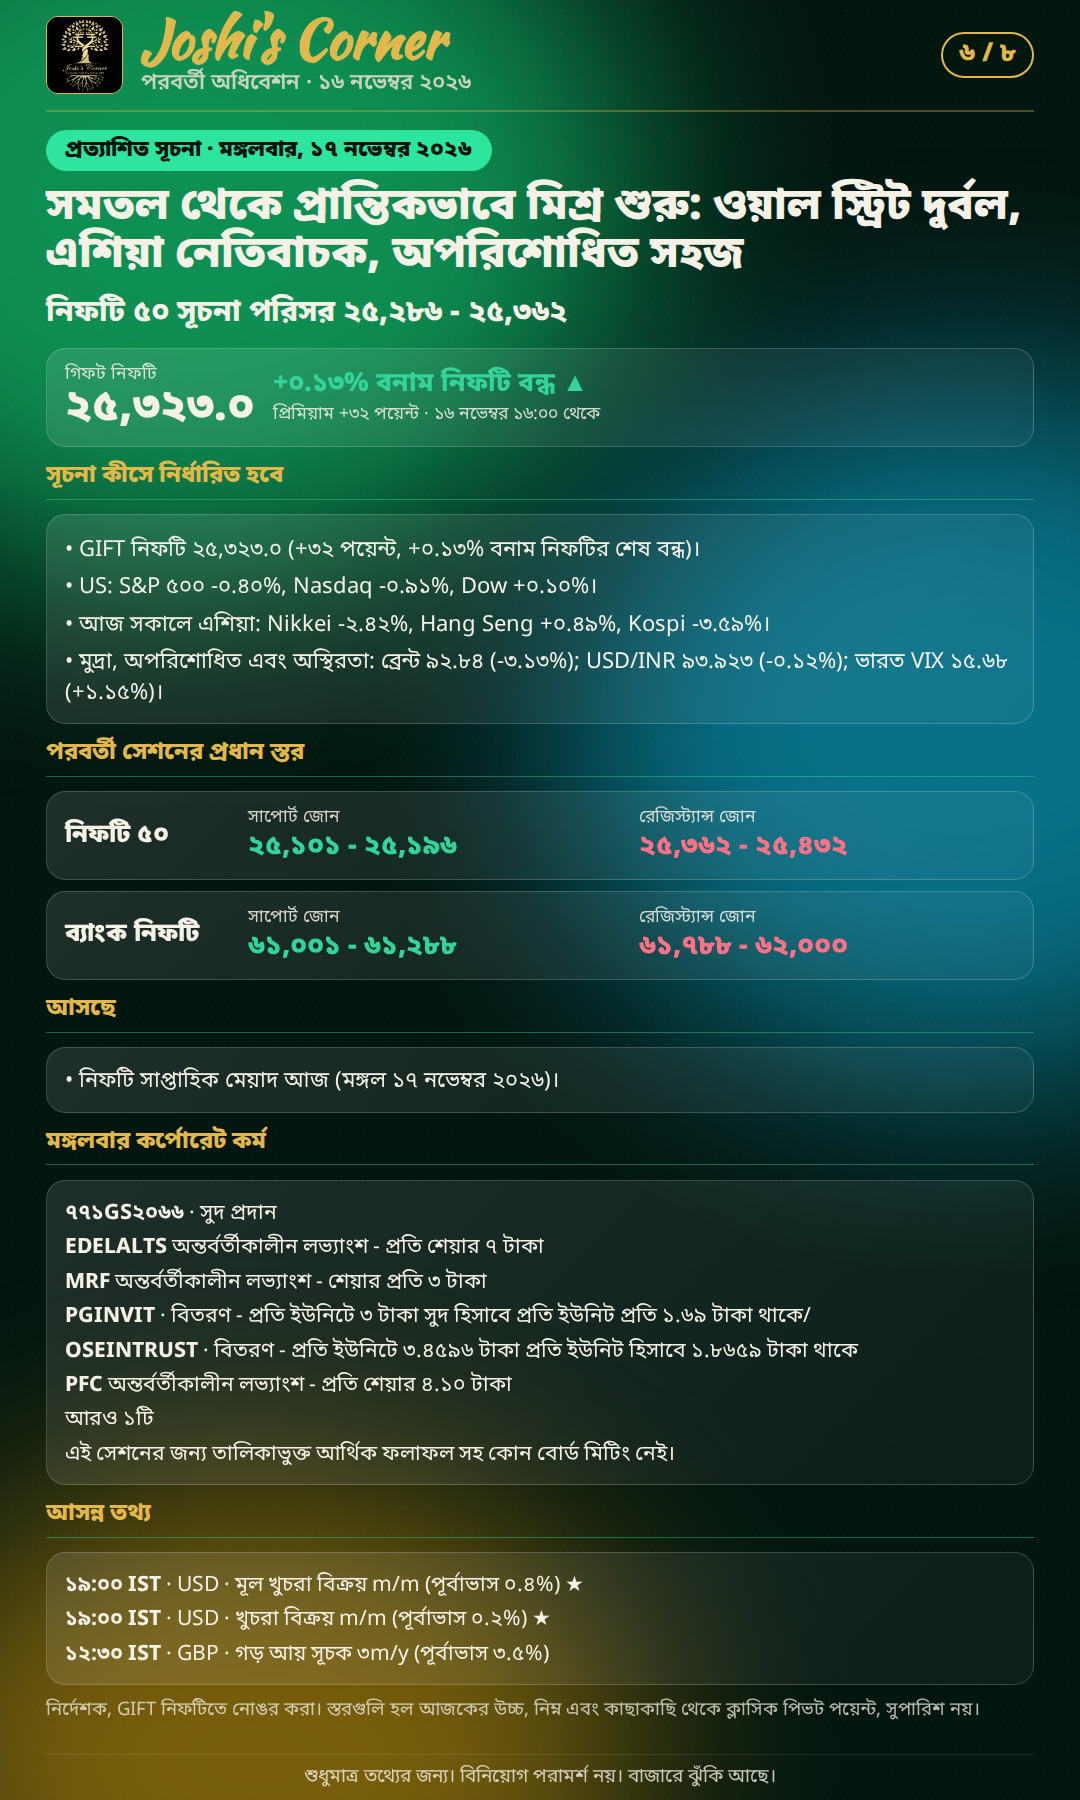 Joshi's Corner
পরবর্তী অধিবেশন · ১৬ নভেম্বর ২০২৬
৬ / ৮
প্রত্যাশিত সূচনা · মঙ্গলবার, ১৭ নভেম্বর ২০২৬
সমতল থেকে প্রান্তিকভাবে মিশ্র শুরু: ওয়াল স্ট্রিট দুর্বল,
এশিয়া নেতিবাচক, অপরিশোধিত সহজ
নিফটি ৫০ সূচনা পরিসর ২৫,২৮৬ - ২৫,৩৬২
গিফট নিফটি
২৫,৩২৩.০
+০.১৩% বনাম নিফটি বন্ধ ▲
প্রিমিয়াম +৩২ পয়েন্ট · ১৬ নভেম্বর ১৬:০০ থেকে
সূচনা কীসে নির্ধারিত হবে
• GIFT নিফটি ২৫,৩২৩.০ (+৩২ পয়েন্ট, +০.১৩% বনাম নিফটির শেষ বন্ধ)।
• US: S&P ৫০০ -০.৪০%, Nasdaq -০.৯১%, Dow +০.১০%।
• আজ সকালে এশিয়া: Nikkei -২.৪২%, Hang Seng +০.৪৯%, Kospi -৩.৫৯%।
• মুদ্রা, অপরিশোধিত এবং অস্থিরতা: ব্রেন্ট ৯২.৮৪ (-৩.১৩%); USD/INR ৯৩.৯২৩ (-০.১২%); ভারত VIX ১৫.৬৮
(+১.১৫%)।
পরবর্তী সেশনের প্রধান স্তর
নিফটি ৫০
সাপোর্ট জোন
২৫,১০১ - ২৫,১৯৬
রেজিস্ট্যান্স জোন
২৫,৩৬২ - ২৫,৪৩২
ব্যাংক নিফটি
সাপোর্ট জোন
৬১,০০১ - ৬১,২৮৮
রেজিস্ট্যান্স জোন
৬১,৭৮৮ - ৬২,০০০
আসছে
• নিফটি সাপ্তাহিক মেয়াদ আজ (মঙ্গল ১৭ নভেম্বর ২০২৬)।
মঙ্গলবার কর্পোরেট কর্ম
৭৭১GS২০৬৬ · সুদ প্রদান
EDELALTS অন্তর্বর্তীকালীন লভ্যাংশ - প্রতি শেয়ার ৭ টাকা
MRF অন্তর্বর্তীকালীন লভ্যাংশ - শেয়ার প্রতি ৩ টাকা
PGINVIT · বিতরণ - প্রতি ইউনিটে ৩ টাকা সুদ হিসাবে প্রতি ইউনিট প্রতি ১.৬৯ টাকা থাকে/
OSEINTRUST · বিতরণ - প্রতি ইউনিটে ৩.৪৫৯৬ টাকা প্রতি ইউনিট হিসাবে ১.৮৬৫৯ টাকা থাকে
PFC অন্তর্বর্তীকালীন লভ্যাংশ - প্রতি শেয়ার ৪.১০ টাকা
আরও ১টি
এই সেশনের জন্য তালিকাভুক্ত আর্থিক ফলাফল সহ কোন বোর্ড মিটিং নেই।
আসন্ন তথ্য
১৯:০০ IST · USD · মূল খুচরা বিক্রয় m/m (পূর্বাভাস ০.৪%) ★
১৯:০০ IST · USD · খুচরা বিক্রয় m/m (পূর্বাভাস ০.২%) ★
১২:৩০ IST · GBP · গড় আয় সূচক ৩m/y (পূর্বাভাস ৩.৫%)
নির্দেশক, GIFT নিফটিতে নোঙর করা। স্তরগুলি হল আজকের উচ্চ, নিম্ন এবং কাছাকাছি থেকে ক্লাসিক পিভট পয়েন্ট, সুপারিশ নয়।
শুধুমাত্র তথ্যের জন্য। বিনিয়োগ পরামর্শ নয়। বাজারে ঝুঁকি আছে।